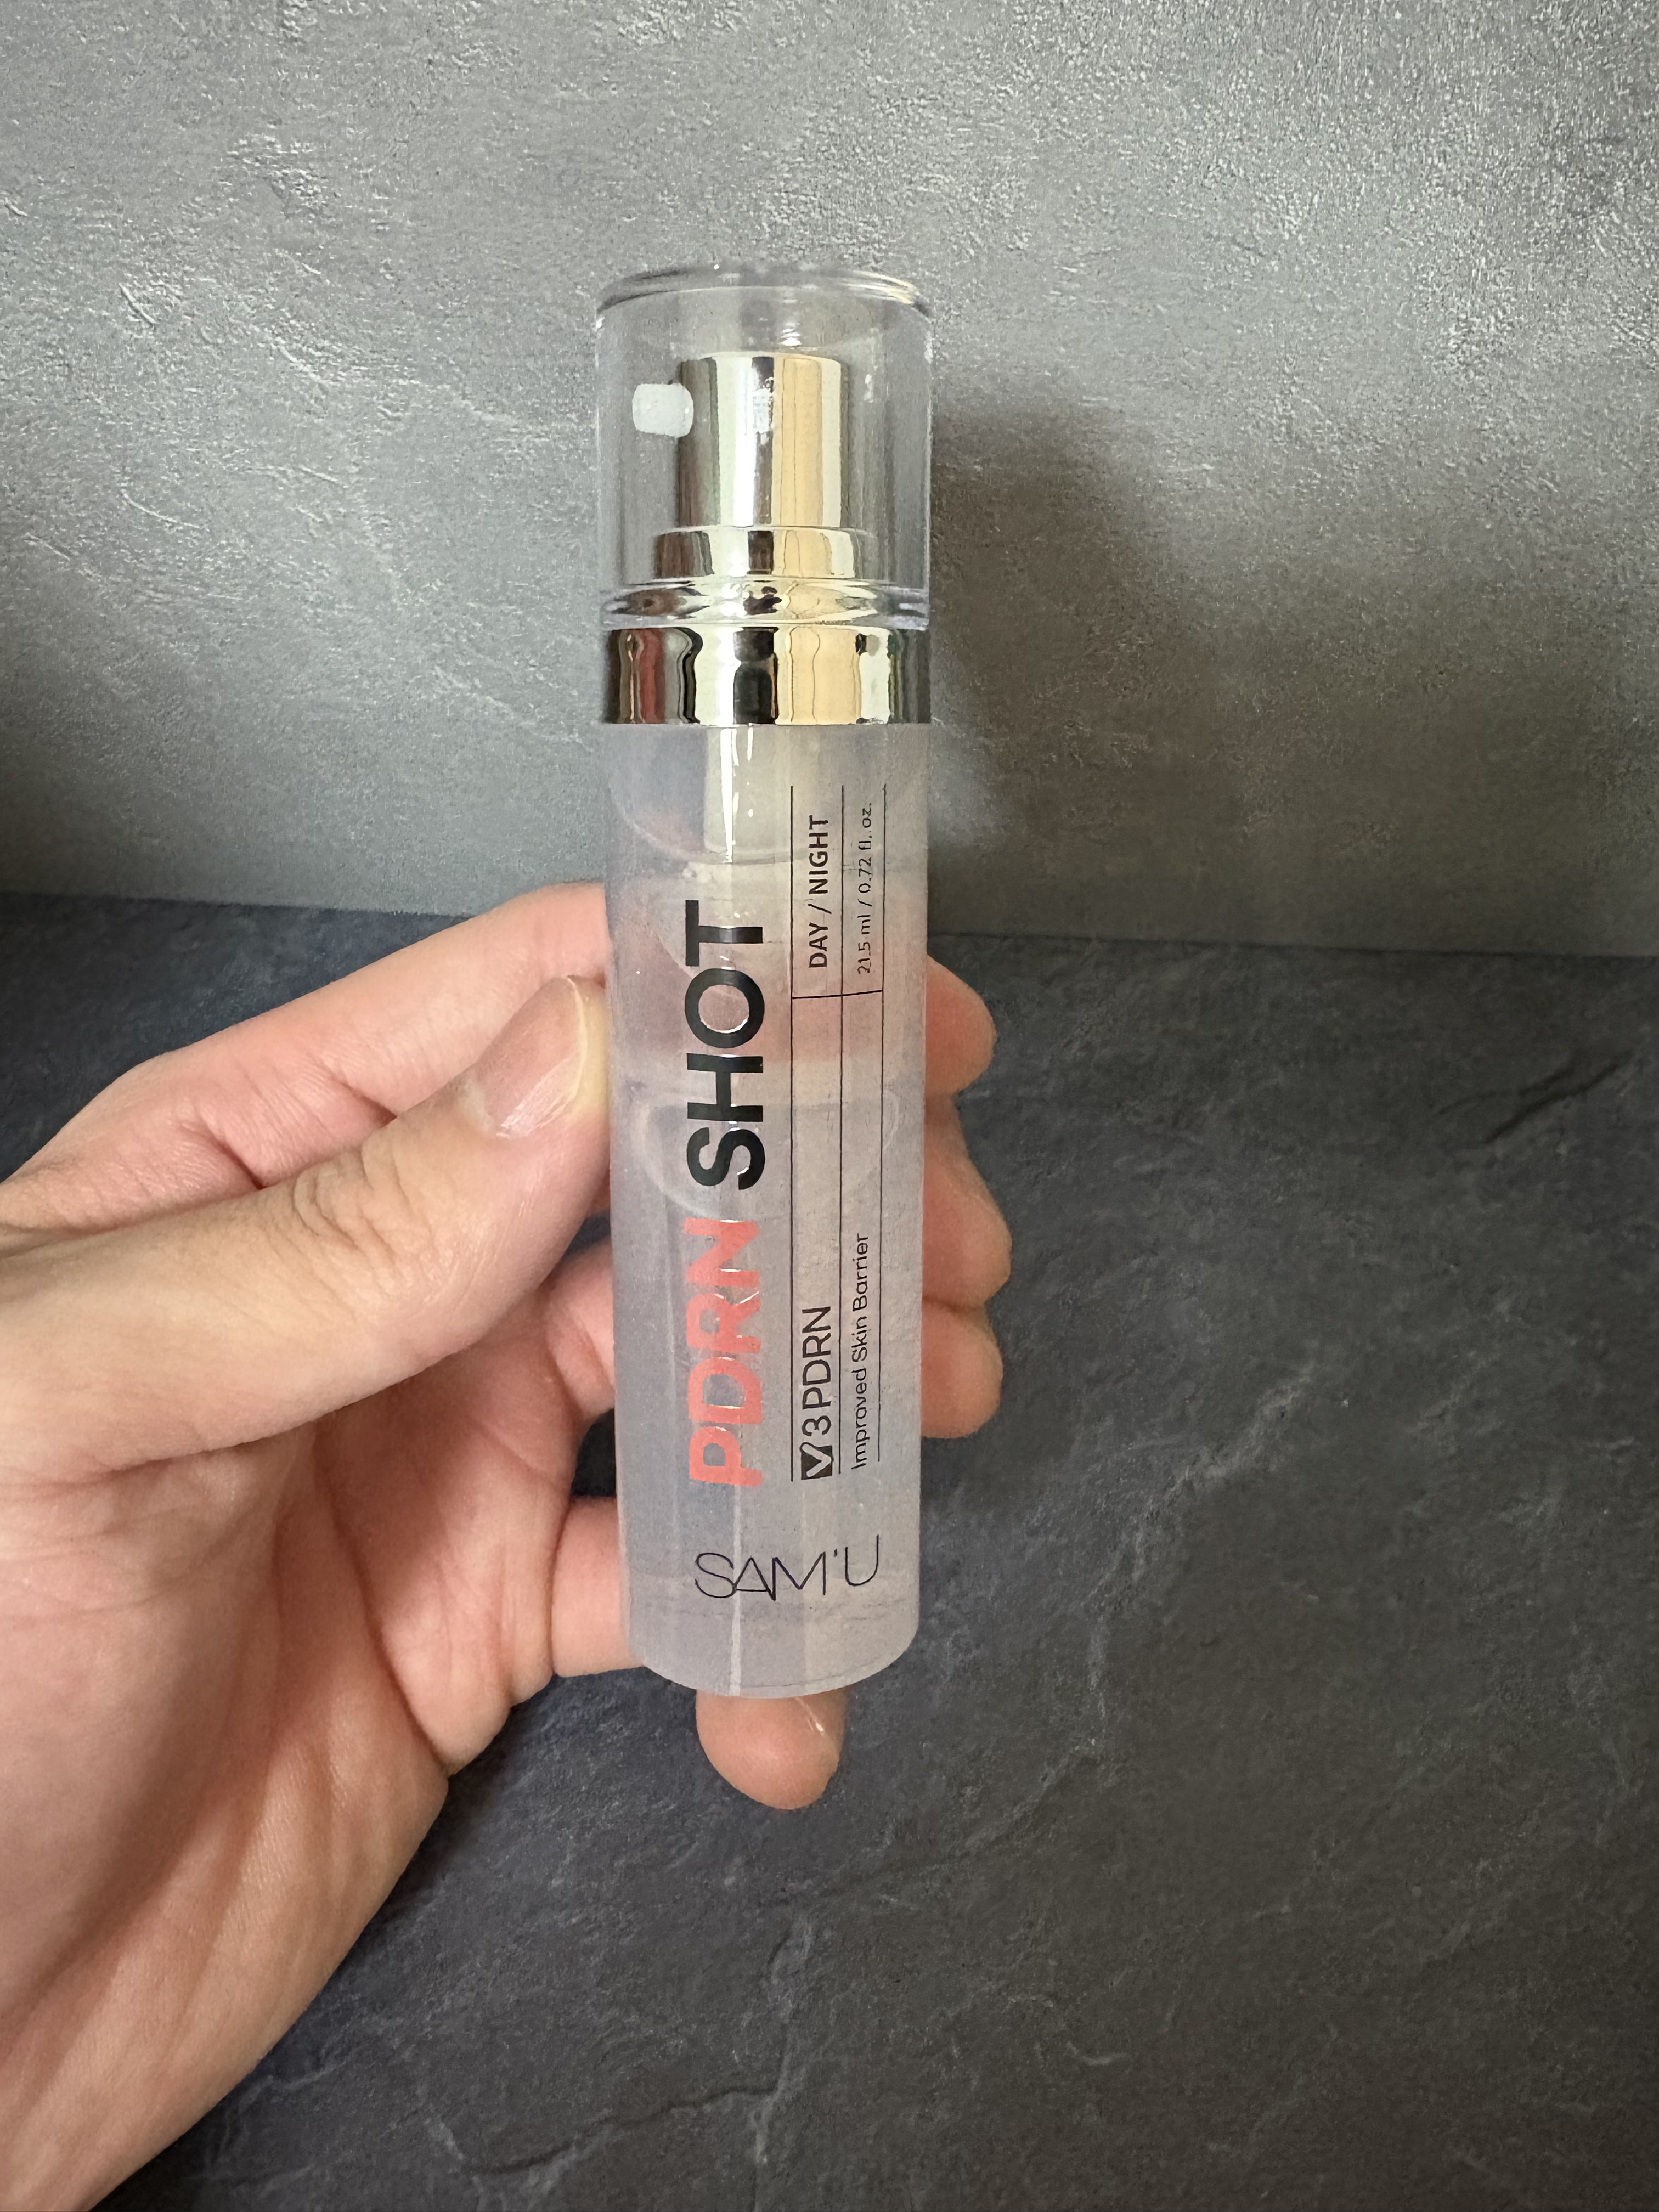 PDRN SHOT
DAY / NIGHT
21.5 ml / 0.72 fl. oz.
V3 PDRN
Improved Skin Barrier
SAM'U